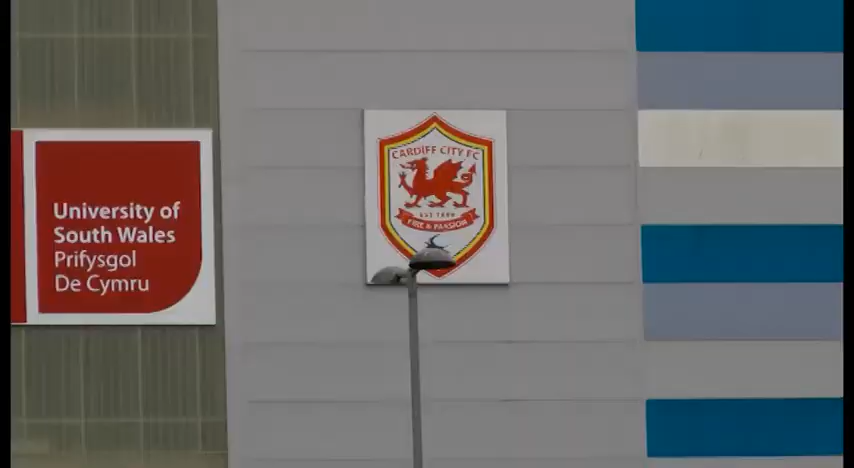 University of
South Wales
Prifysgol
De Cymru
CARDIFF CITY FC
EST 1899
FIRE & PASSION